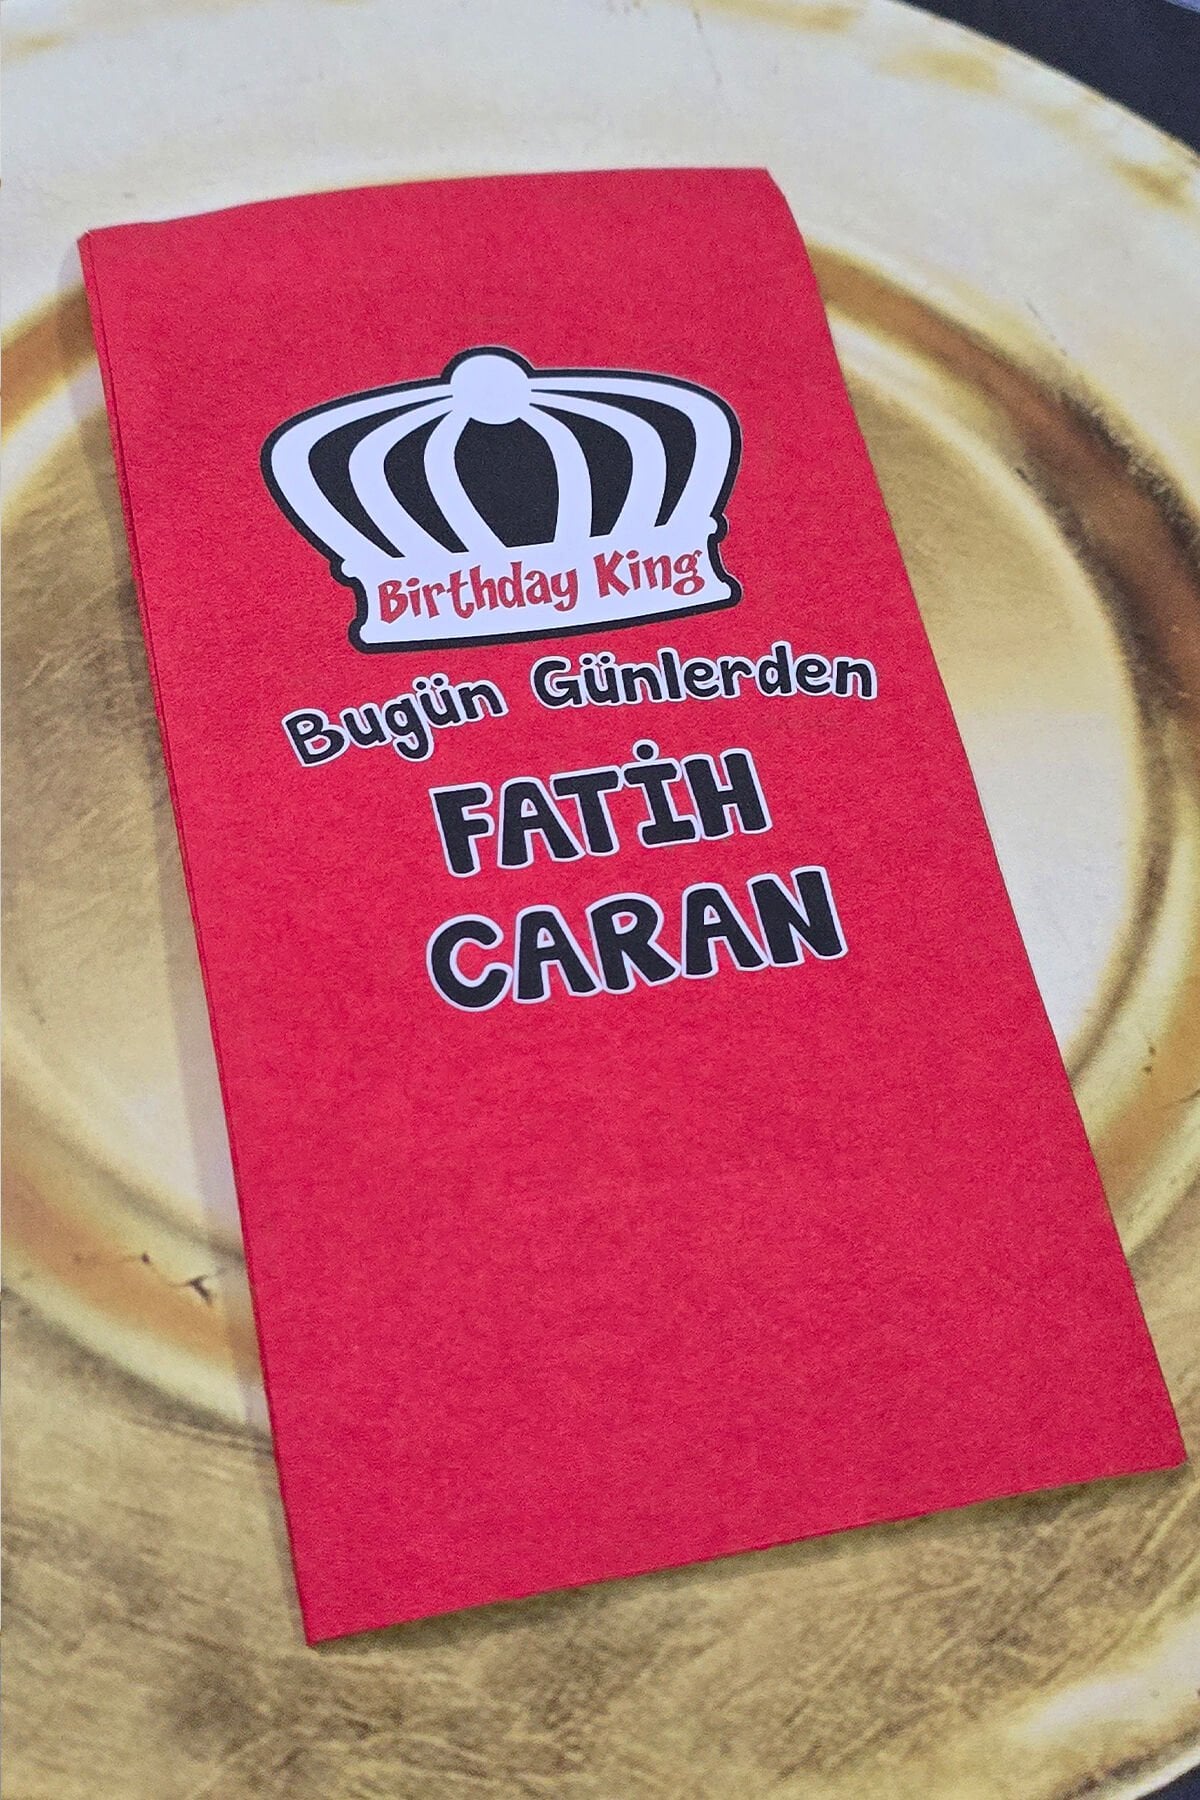 Birthday King
Bugün Günlerden
FATİH
CARAN